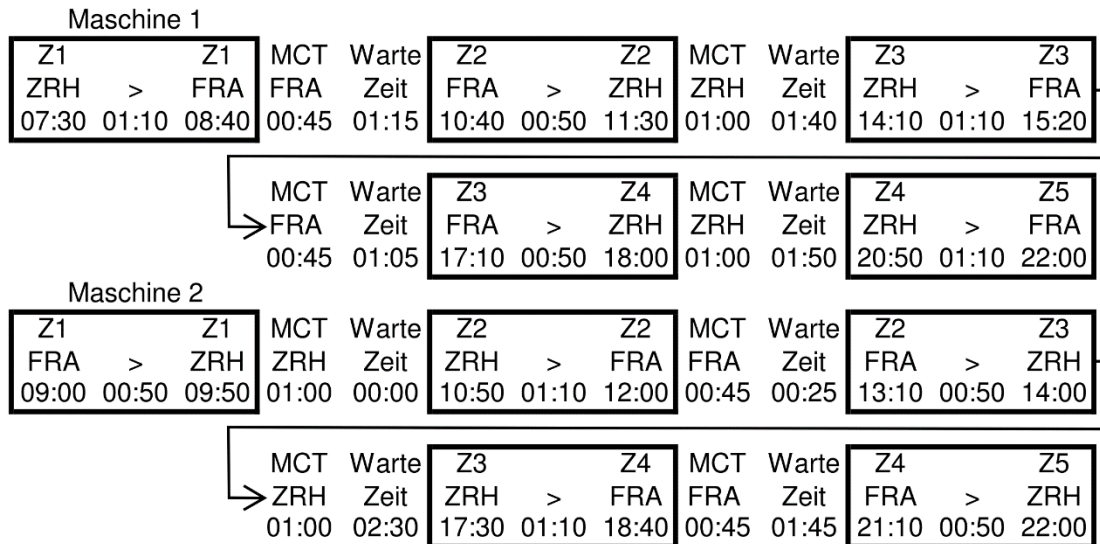 Maschine 1
Z1 Z1 MCT Warte Z2 Z2 MCT Warte Z3 Z3
ZRH > FRA FRA Zeit FRA > ZRH ZRH Zeit ZRH > FRA
07:30 01:10 08:40 00:45 01:15 10:40 00:50 11:30 01:00 01:40 14:10 01:10 15:20
MCT Warte Z3 Z4 MCT Warte Z4 Z5
FRA Zeit FRA > ZRH ZRH Zeit ZRH > FRA
00:45 01:05 17:10 00:50 18:00 01:00 01:50 20:50 01:10 22:00
Maschine 2
Z1 Z1 MCT Warte Z2 Z2 MCT Warte Z2 Z3
FRA > ZRH ZRH Zeit ZRH > FRA FRA Zeit FRA > ZRH
09:00 00:50 09:50 01:00 00:00 10:50 01:10 12:00 00:45 00:25 13:10 00:50 14:00
MCT Warte Z3 Z4 MCT Warte Z4 Z5
ZRH Zeit ZRH > FRA FRA Zeit FRA > ZRH
01:00 02:30 17:30 01:10 18:40 00:45 01:45 21:10 00:50 22:00